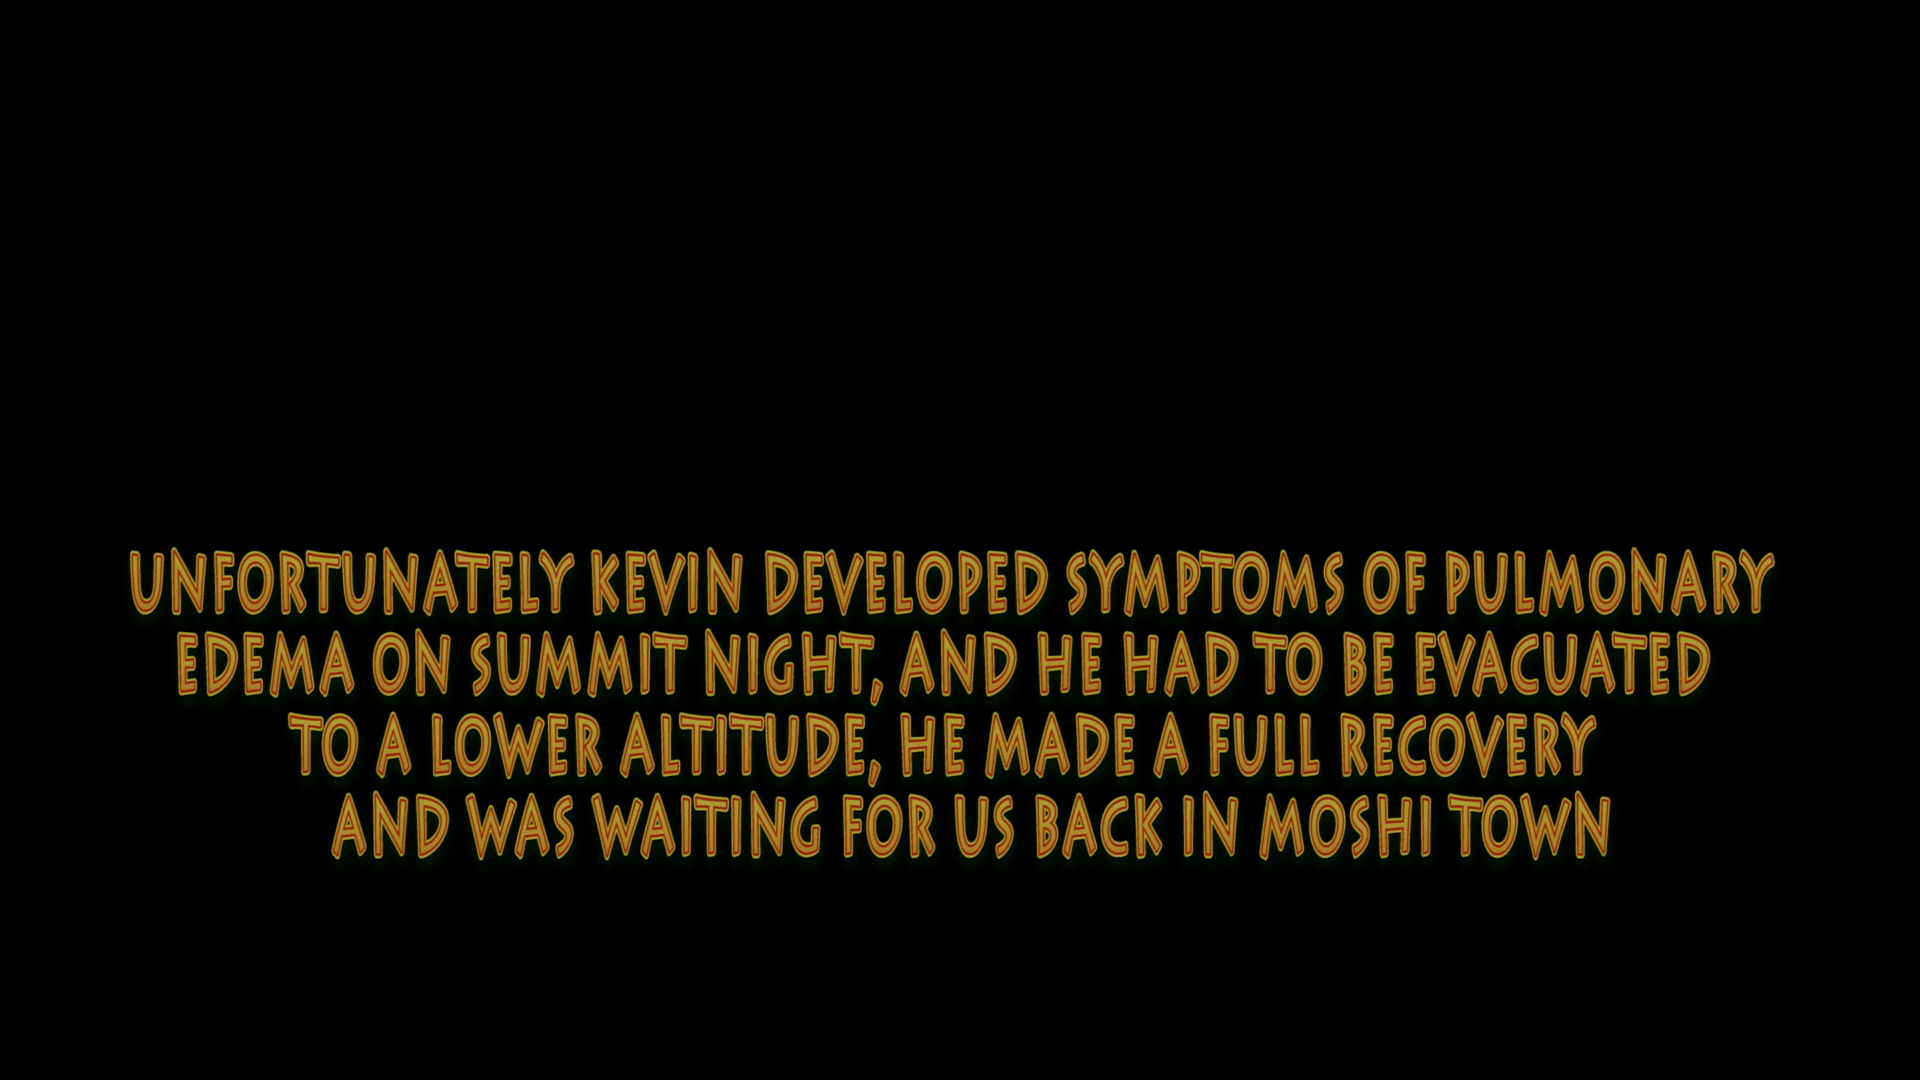 UNFORTUNATELY KEVIN DEVELOPED SYMPTOMS OF PULMONARY
EDEMA ON SUMMIT NIGHT, AND HE HAD TO BE EVACUATED
TO A LOWER ALTITUDE, HE MADE A FULL RECOVERY
AND WAS WAITING FOR US BACK IN MOSHI TOWN